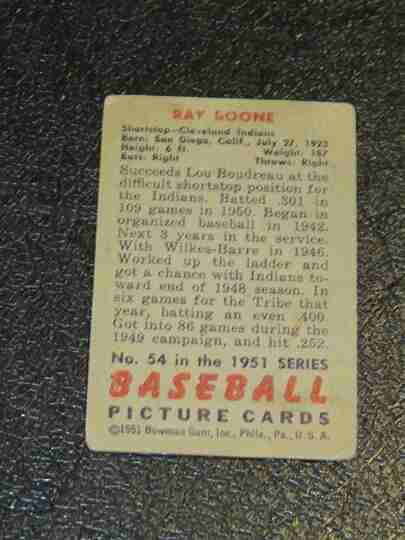 RAY BOONE
Shortstop—Cleveland Indians
Born: San Diego, Calif., July 27, 1923
Height: 6 ft. Weight: 167
Bats: Right Throws: Right
Succeeds Lou Boudreau at the
difficult shortstop position for
the Indians. Batted .301 in
109 games in 1950. Began in
organized baseball in 1942.
Next 3 years in the service.
With Wilkes-Barre in 1946.
Worked up the ladder and
got a chance with Indians to-
ward end of 1948 season. In
six games for the Tribe that
year, batting an even .400.
Got into 86 games during the
1949 campaign, and hit .252.
No. 54 in the 1951 SERIES
BASEBALL
PICTURE CARDS
©1951 Bowman Gum, Inc., Phila., Pa., U. S. A.